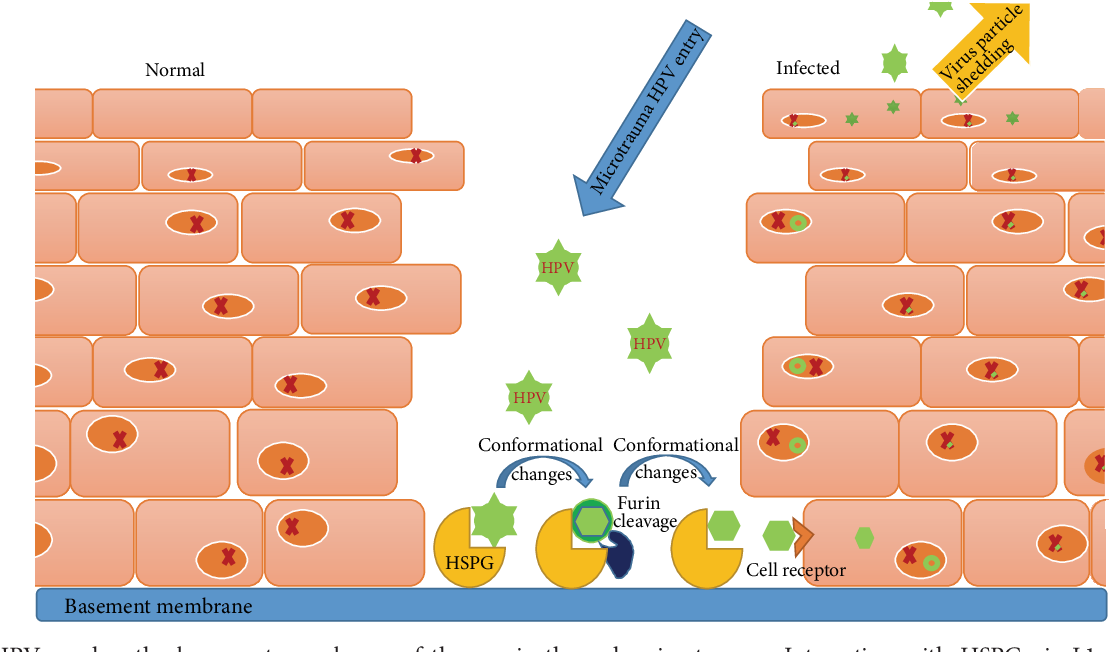 Normal
Infected
Virus particle
shedding
Microtrauma HPV entry
HPV
HPV
HPV
Conformational
changes
Conformational
changes
Furin
cleavage
HSPG
Cell receptor
Basement membrane